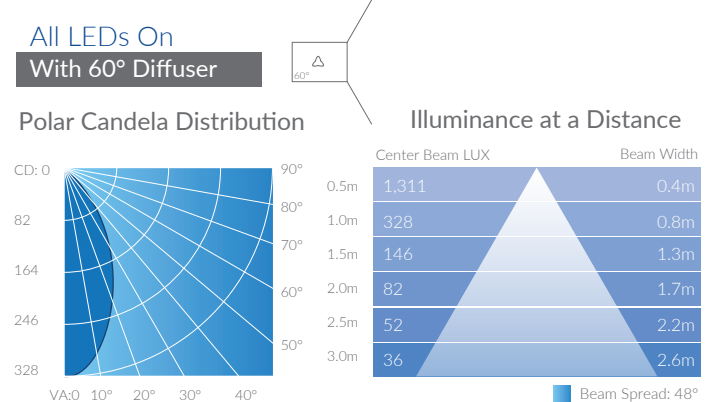 All LEDs On
With 60° Diffuser
60°
Polar Candela Distribution
Illuminance at a Distance
CD: 0
82
164
246
328
90°
80°
70°
60°
50°
VA:0 10° 20° 30° 40°
Center Beam LUX Beam Width
0.5m 1,311 0.4m
1.0m 328 0.8m
1.5m 146 1.3m
2.0m 82 1.7m
2.5m 52 2.2m
3.0m 36 2.6m
Beam Spread: 48°